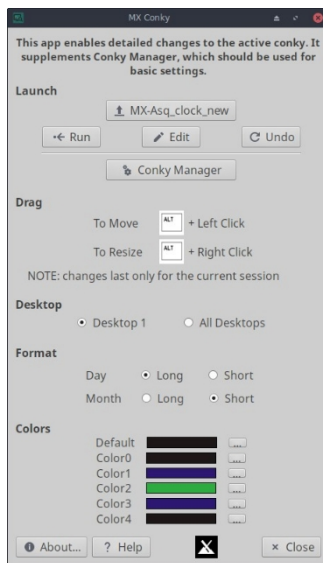 MX Conky
This app enables detailed changes to the active conky. It
supplements Conky Manager, which should be used for
basic settings.
Launch
MX-Asq_clock_new
Run Edit Undo
Conky Manager
Drag
To Move ALT + Left Click
To Resize ALT + Right Click
NOTE: changes last only for the current session
Desktop
Desktop 1 All Desktops
Format
Day Long Short
Month Long Short
Colors
Default ...
Color0 ...
Color1 ...
Color2 ...
Color3 ...
Color4 ...
About... ? Help X × Close